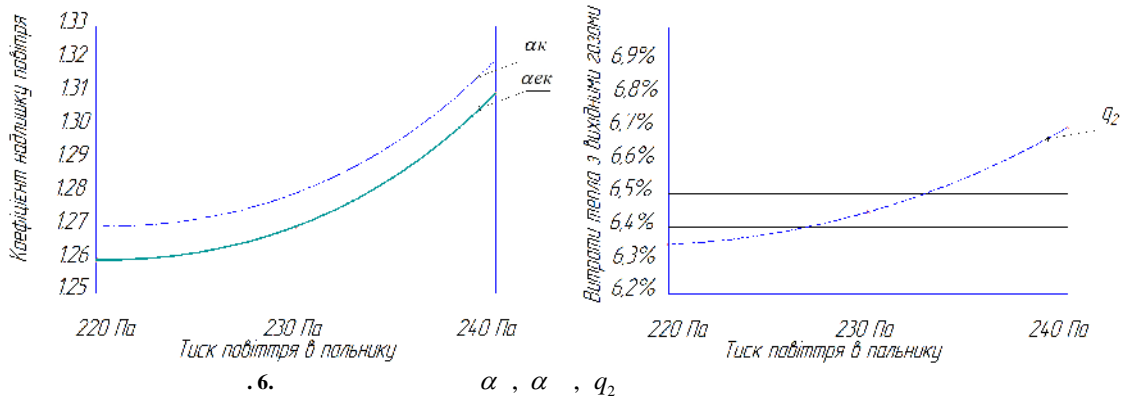 Коефіцієнт надлишку повітря
1.33
1.32
1.31
1.30
1.29
1.28
1.27
1.26
1.25
αк
αек
220 Па
230 Па
240 Па
Тиск повіттря в пальнику
Витрати тепла з вихідними газами
6,9%
6,8%
6,7%
6,6%
6,5%
6,4%
6,3%
6,2%
q₂
220 Па
230 Па
240 Па
Тиск повіттря в пальнику
. 6. α , α , q₂